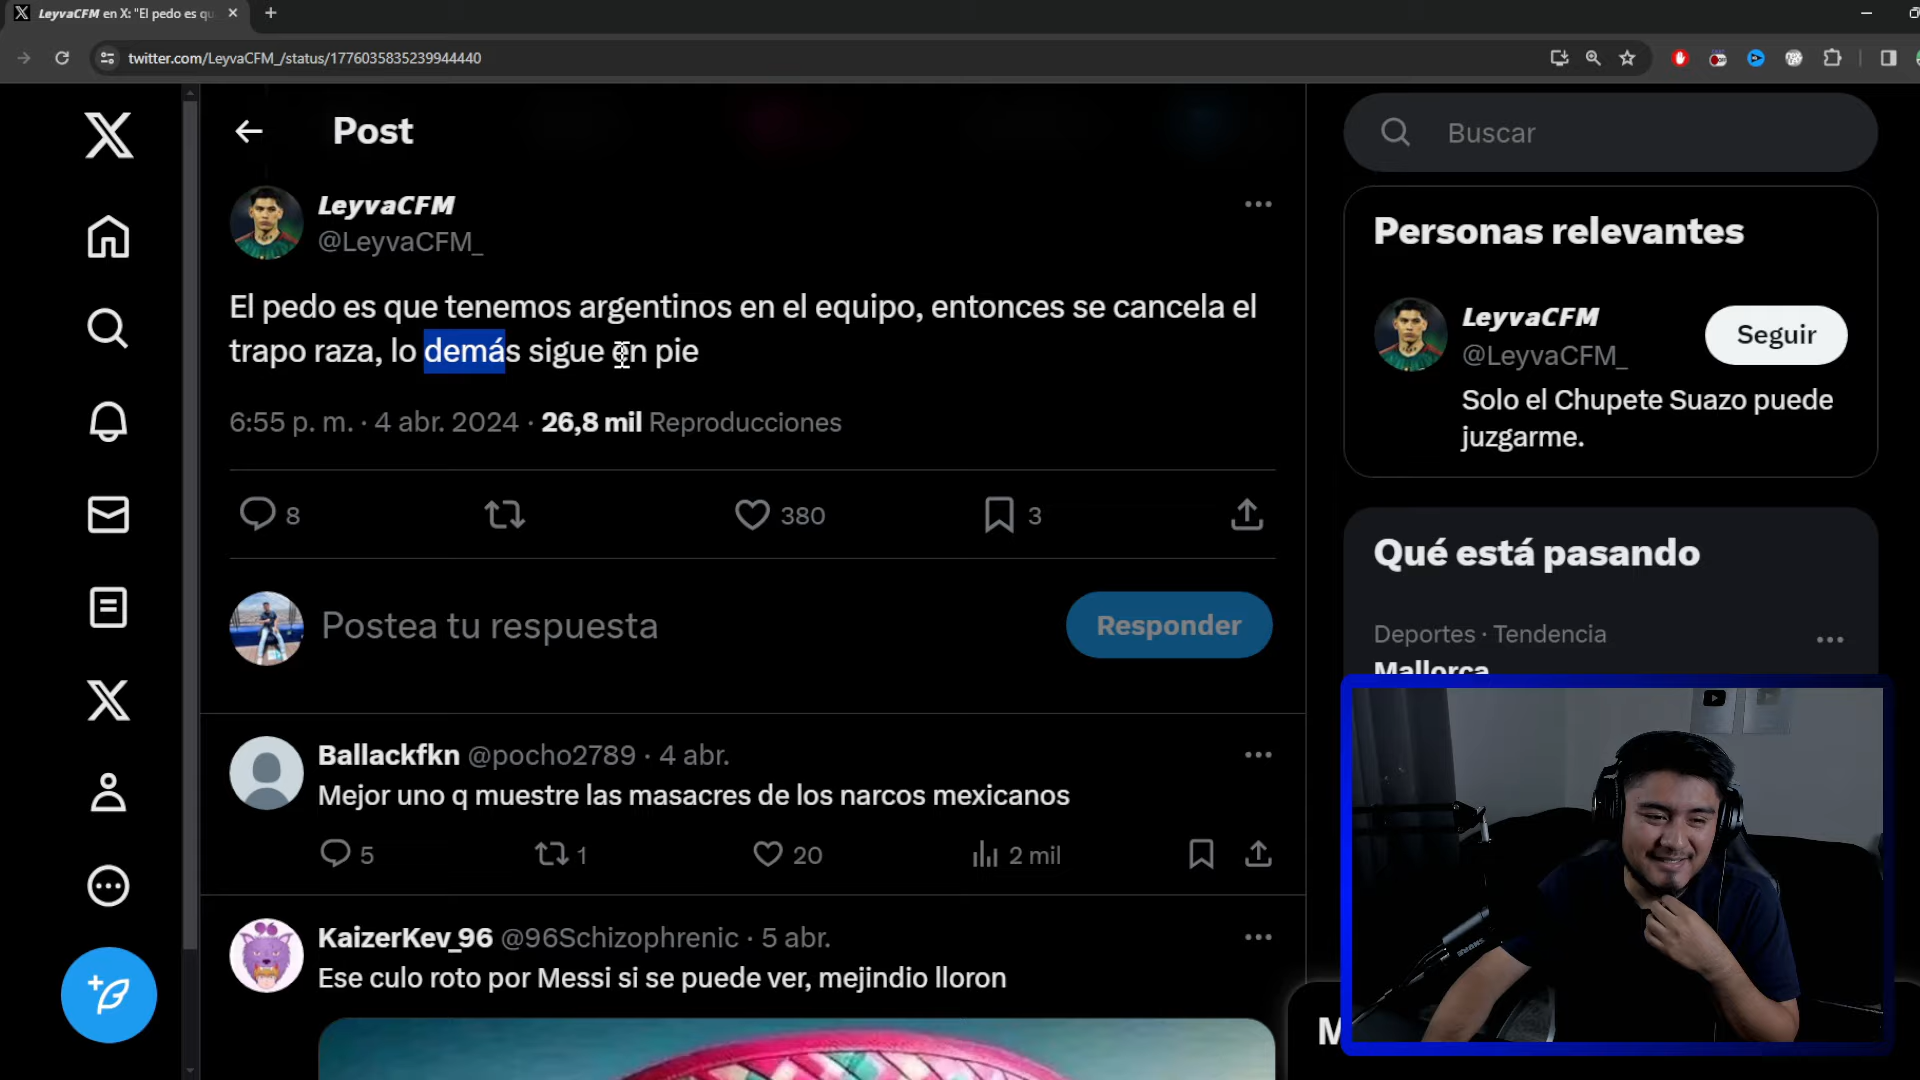 LeyvaCFM en X: "El pedo es qu
twitter.com/LeyvaCFM_/status/1776035835239944440
Post
LeyvaCFM
@LeyvaCFM_
El pedo es que tenemos argentinos en el equipo, entonces se cancela el
trapo raza, lo demás sigue en pie
6:55 p. m. · 4 abr. 2024 · 26,8 mil Reproducciones
8
380
3
Postea tu respuesta
Responder
Ballackfkn @pocho2789 · 4 abr.
Mejor uno q muestre las masacres de los narcos mexicanos
5
1
20
2 mil
KaizerKev_96 @96Schizophrenic · 5 abr.
Ese culo roto por Messi si se puede ver, mejindio lloron
Buscar
Personas relevantes
LeyvaCFM
@LeyvaCFM_
Seguir
Solo el Chupete Suazo puede
juzgarme.
Qué está pasando
Deportes · Tendencia
Mallorca